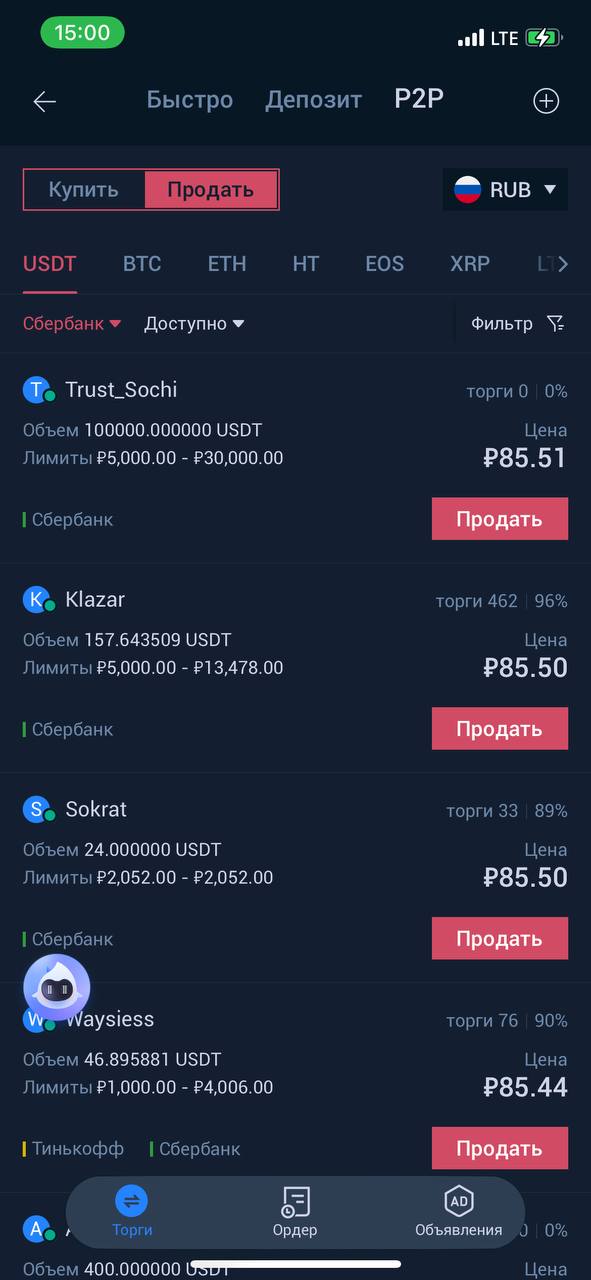 15:00 LTE
Быстро Депозит P2P
Купить Продать RUB
USDT BTC ETH HT EOS XRP
Сбербанк Доступно Фильтр
T Trust_Sochi торги 0 | 0%
Объем 100000.000000 USDT Цена
Лимиты ₽5,000.00 - ₽30,000.00 ₽85.51
Сбербанк Продать
K Klazar торги 462 | 96%
Объем 157.643509 USDT Цена
Лимиты ₽5,000.00 - ₽13,478.00 ₽85.50
Сбербанк Продать
S Sokrat торги 33 | 89%
Объем 24.000000 USDT Цена
Лимиты ₽2,052.00 - ₽2,052.00 ₽85.50
Сбербанк Продать
W Waysiess торги 76 | 90%
Объем 46.895881 USDT Цена
Лимиты ₽1,000.00 - ₽4,006.00 ₽85.44
Тинькофф Сбербанк Продать
AD
Торги Ордер Объявления
A 0 | 0%
Объем 400.000000 USDT Цена